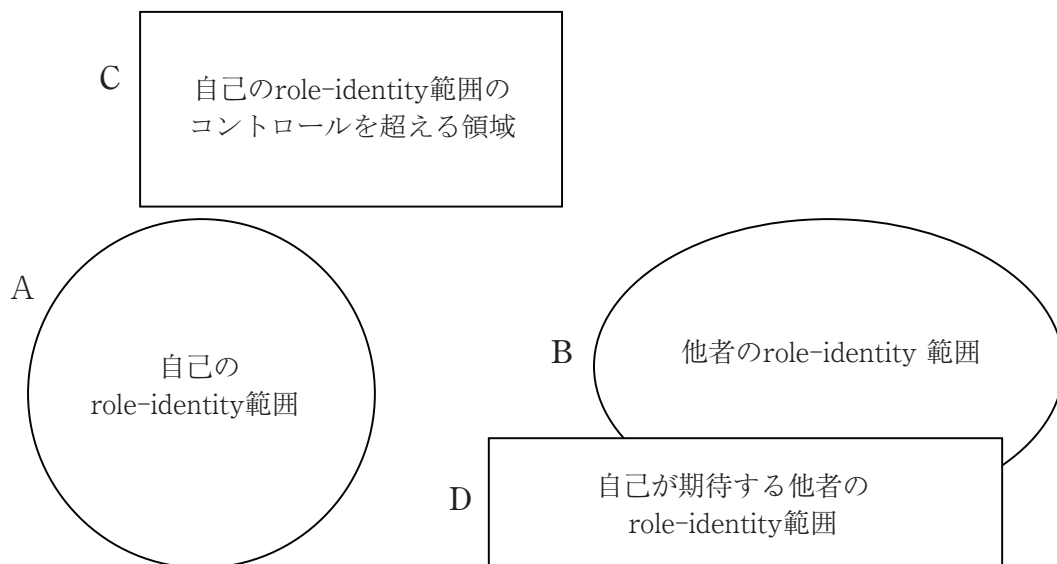 C
自己のrole-identity範囲の
コントロールを超える領域
A
自己の
role-identity範囲
B
他者のrole-identity 範囲
D
自己が期待する他者の
role-identity範囲